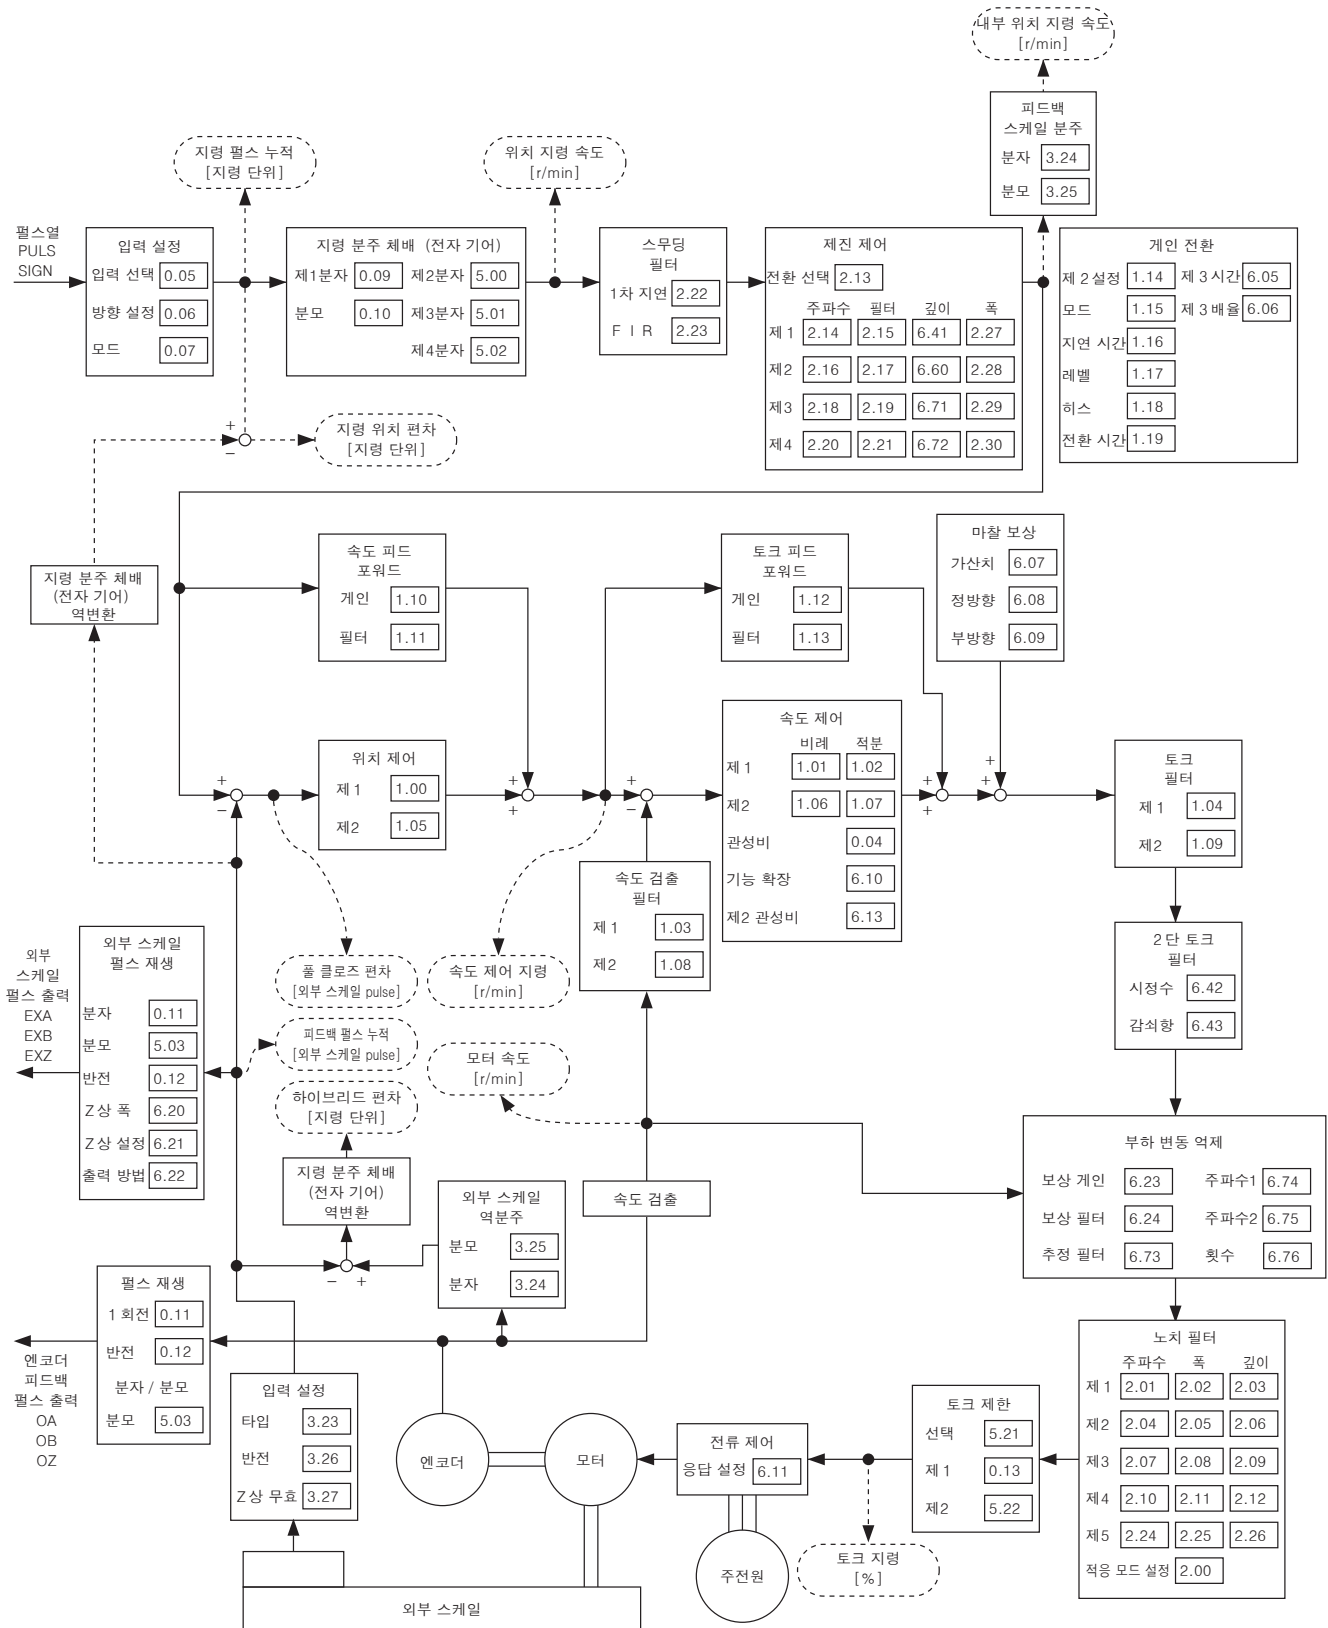 내부 위치 지령 속도
[r/min]
피드백
스케일 분주
분자 3.24
분모 3.25
지령 펄스 누적
[지령 단위]
위치 지령 속도
[r/min]
펄스열
PULS
SIGN
입력 설정
입력 선택 0.05
방향 설정 0.06
모드 0.07
지령 분주 체배 (전자 기어)
제1분자 0.09 제2분자 5.00
분모 0.10 제3분자 5.01
제4분자 5.02
스무딩
필터
1차 지연 2.22
F I R 2.23
제진 제어
전환 선택 2.13
주파수 필터 깊이 폭
제1 2.14 2.15 6.41 2.27
제2 2.16 2.17 6.60 2.28
제3 2.18 2.19 6.71 2.29
제4 2.20 2.21 6.72 2.30
게인 전환
제2설정 1.14 제3시간 6.05
모드 1.15 제3배율 6.06
지연 시간 1.16
레벨 1.17
히스 1.18
전환 시간 1.19
+
−
지령 위치 편차
[지령 단위]
지령 분주 체배
(전자 기어)
역변환
속도 피드
포워드
게인 1.10
필터 1.11
토크 피드
포워드
게인 1.12
필터 1.13
마찰 보상
가산치 6.07
정방향 6.08
부방향 6.09
+
−
위치 제어
제1 1.00
제2 1.05
+
+
+
−
속도 제어
비례 적분
제1 1.01 1.02
제2 1.06 1.07
관성비 0.04
기능 확장 6.10
제2 관성비 6.13
+
+
+
+
토크
필터
제1 1.04
제2 1.09
속도 검출
필터
제1 1.03
제2 1.08
2단 토크
필터
시정수 6.42
감쇠항 6.43
외부
스케일
펄스 출력
EXA
EXB
EXZ
외부 스케일
펄스 재생
분자 0.11
분모 5.03
반전 0.12
Z상 폭 6.20
Z상 설정 6.21
출력 방법 6.22
풀 클로즈 편차
[외부 스케일 pulse]
속도 제어 지령
[r/min]
피드백 펄스 누적
[외부 스케일 pulse]
모터 속도
[r/min]
하이브리드 편차
[지령 단위]
지령 분주 체배
(전자 기어)
역변환
− +
외부 스케일
역분주
분모 3.25
분자 3.24
속도 검출
부하 변동 억제
보상 게인 6.23 주파수1 6.74
보상 필터 6.24 주파수2 6.75
추정 필터 6.73 횟수 6.76
펄스 재생
1회전 0.11
반전 0.12
분자 / 분모
분모 5.03
엔코더
피드백
펄스 출력
OA
OB
OZ
입력 설정
타입 3.23
반전 3.26
Z상 무효 3.27
엔코더
모터
전류 제어
응답 설정 6.11
주전원
토크 지령
[%]
토크 제한
선택 5.21
제1 0.13
제2 5.22
노치 필터
주파수 폭 깊이
제1 2.01 2.02 2.03
제2 2.04 2.05 2.06
제3 2.07 2.08 2.09
제4 2.10 2.11 2.12
제5 2.24 2.25 2.26
적응 모드 설정 2.00
외부 스케일